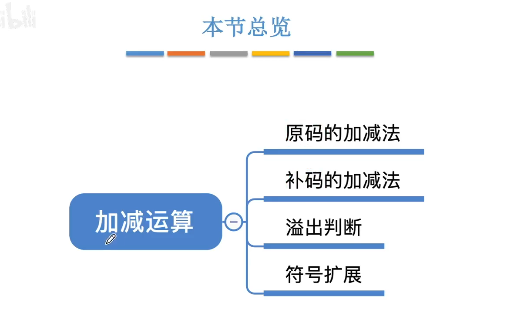 bili
本节总览
加减运算
原码的加减法
补码的加减法
溢出判断
符号扩展